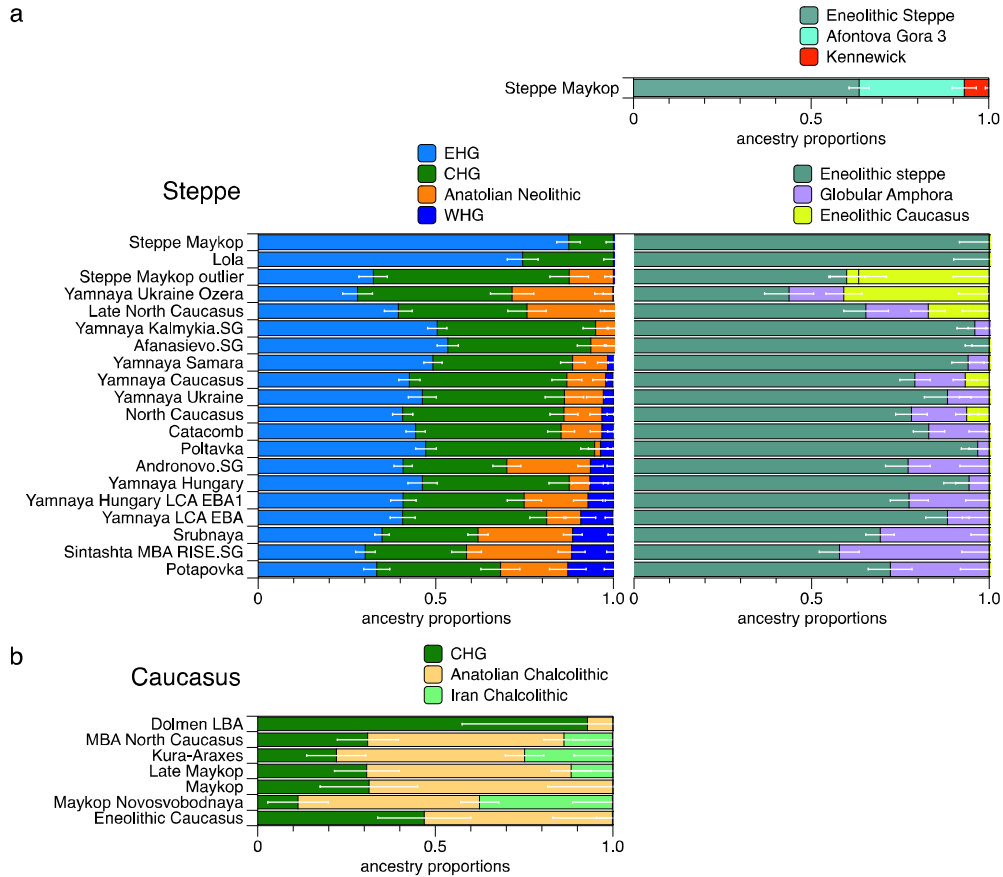 a
Eneolithic Steppe
Afontova Gora 3
Kennewick
Steppe Maykop
0 0.5 1.0
ancestry proportions
Steppe
EHG
CHG
Anatolian Neolithic
WHG
Eneolithic steppe
Globular Amphora
Eneolithic Caucasus
Steppe Maykop
Lola
Steppe Maykop outlier
Yamnaya Ukraine Ozera
Late North Caucasus
Yamnaya Kalmykia.SG
Afanasievo.SG
Yamnaya Samara
Yamnaya Caucasus
Yamnaya Ukraine
North Caucasus
Catacomb
Poltavka
Andronovo.SG
Yamnaya Hungary
Yamnaya Hungary LCA EBA1
Yamnaya LCA EBA
Srubnaya
Sintashta MBA RISE.SG
Potapovka
0 0.5 1.0
ancestry proportions
0 0.5 1.0
ancestry proportions
b
Caucasus
CHG
Anatolian Chalcolithic
Iran Chalcolithic
Dolmen LBA
MBA North Caucasus
Kura-Araxes
Late Maykop
Maykop
Maykop Novosvobodnaya
Eneolithic Caucasus
0 0.5 1.0
ancestry proportions